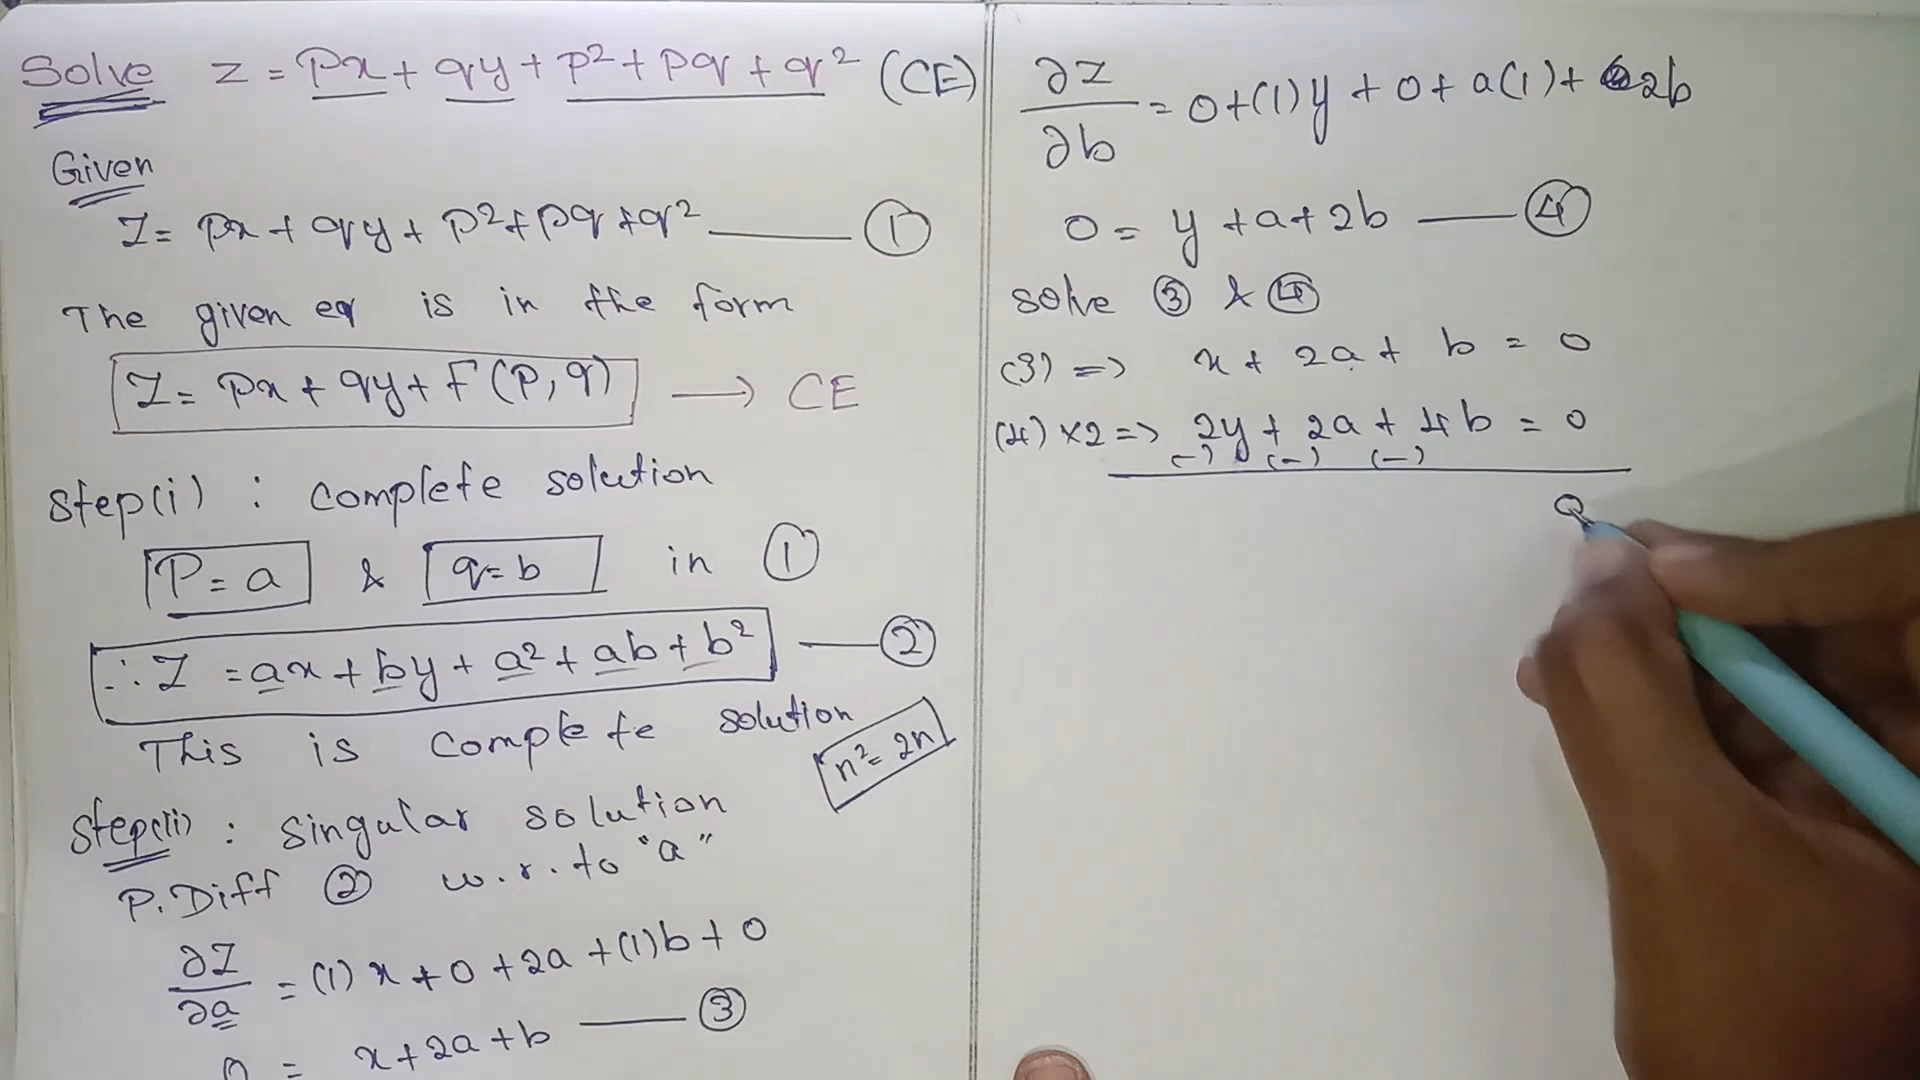 Solve z = px + qy + p² + pq + q² (CE)
Given
Z = px + qy + p² + pq + q² ——— ①
The given eq is in the form
Z = px + qy + F(P, q) → CE
Step(i) : complete solution
P = a & q = b in ①
∴ Z = ax + by + a² + ab + b² —— ②
This is complete solution
n² = 2n
Step(ii) : singular solution
P. Diff ② w.r.to "a"
∂Z/∂a = (1) x + 0 + 2a + (1)b + 0
0 = x + 2a + b —— ③
∂Z/∂b = 0 + (1)y + 0 + a(1) + 2b
0 = y + a + 2b —— ④
solve ③ & ④
(3) => x + 2a + b = 0
(4) × 2 => 2y + 2a + 4b = 0
(-) (-) (-)
0